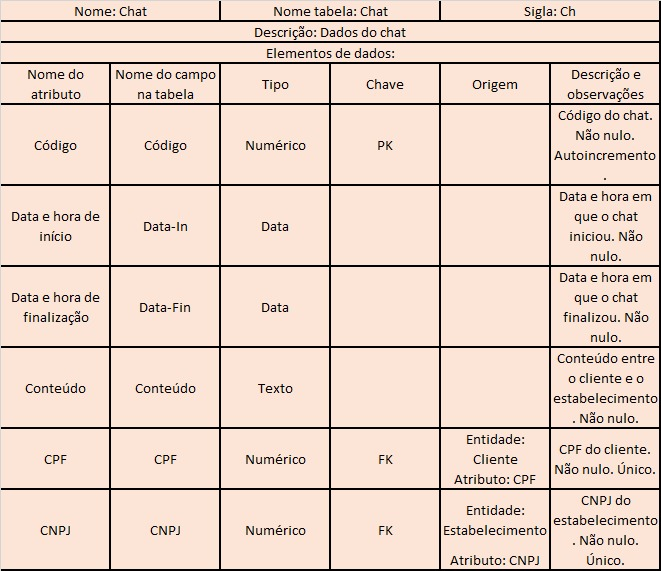 Nome: Chat Nome tabela: Chat Sigla: Ch
Descrição: Dados do chat
Elementos de dados:
Nome do atributo Nome do campo na tabela Tipo Chave Origem Descrição e observações
Código Código Numérico PK Código do chat. Não nulo. Autoincremento.
Data e hora de início Data-In Data Data e hora em que o chat iniciou. Não nulo.
Data e hora de finalização Data-Fin Data Data e hora em que o chat finalizou. Não nulo.
Conteúdo Conteúdo Texto Conteúdo entre o cliente e o estabelecimento. Não nulo.
CPF CPF Numérico FK Entidade: Cliente Atributo: CPF CPF do cliente. Não nulo. Único.
CNPJ CNPJ Numérico FK Entidade: Estabelecimento Atributo: CNPJ CNPJ do estabelecimento. Não nulo. Único.